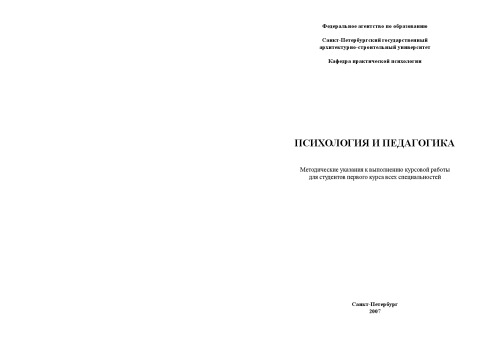 Федеральное агентство по образованию
Санкт-Петербургский государственный
архитектурно-строительный университет
Кафедра практической психологии
ПСИХОЛОГИЯ И ПЕДАГОГИКА
Методические указания к выполнению курсовой работы
для студентов первого курса всех специальностей
Санкт-Петербург
2007